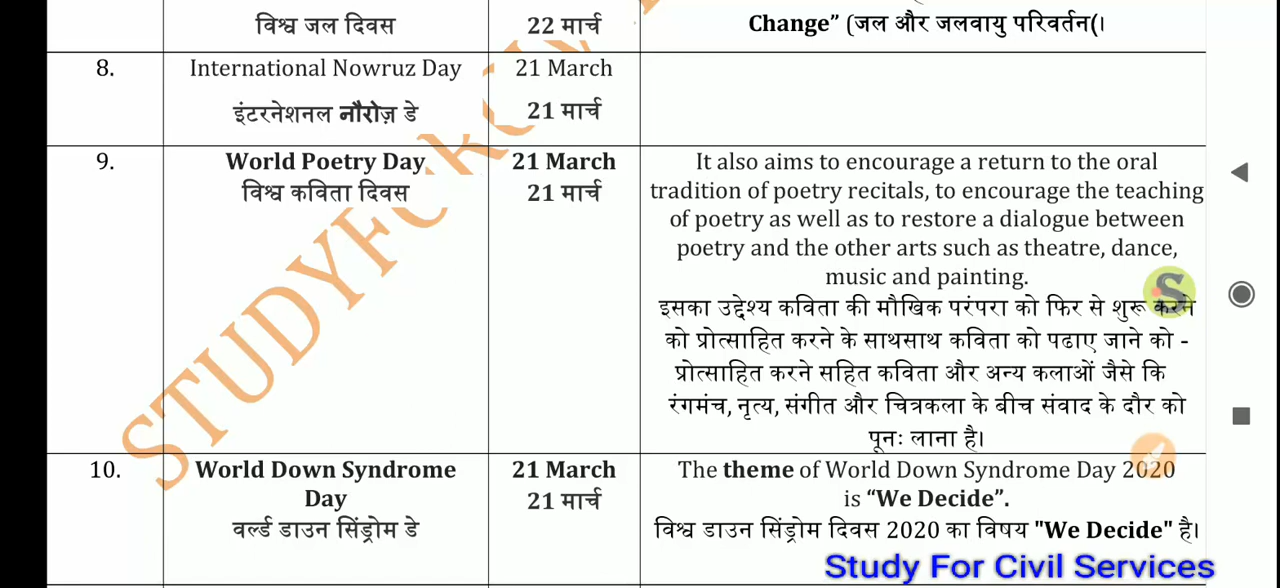 विश्व जल दिवस
22 मार्च
Change” (जल और जलवायु परिवर्तन(।
8.
International Nowruz Day
21 March
इंटरनेशनल नौरोज़ डे
21 मार्च
9.
World Poetry Day
21 March
विश्व कविता दिवस
21 मार्च
It also aims to encourage a return to the oral
tradition of poetry recitals, to encourage the teaching
of poetry as well as to restore a dialogue between
poetry and the other arts such as theatre, dance,
music and painting.
इसका उद्देश्य कविता की मौखिक परंपरा को फिर से शुरू करने
को प्रोत्साहित करने के साथसाथ कविता को पढाए जाने को -
प्रोत्साहित करने सहित कविता और अन्य कलाओं जैसे कि
रंगमंच, नृत्य, संगीत और चित्रकला के बीच संवाद के दौर को
पूनः लाना है।
10.
World Down Syndrome
Day
वर्ल्ड डाउन सिंड्रोम डे
21 March
21 मार्च
The theme of World Down Syndrome Day 2020
is “We Decide”.
विश्व डाउन सिंड्रोम दिवस 2020 का विषय "We Decide" है।
S
Study For Civil Services